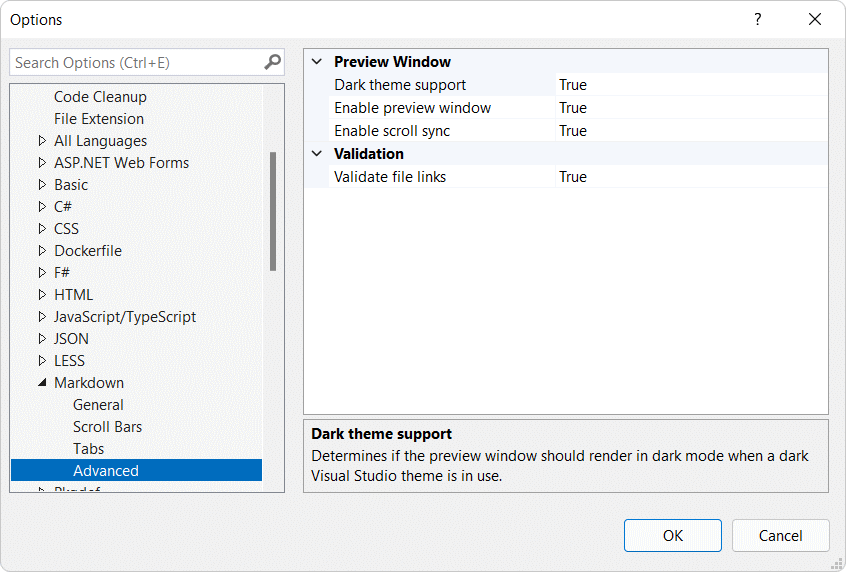 Options
?
Search Options (Ctrl+E)
Code Cleanup
File Extension
All Languages
ASP.NET Web Forms
Basic
C#
CSS
Dockerfile
F#
HTML
JavaScript/TypeScript
JSON
LESS
Markdown
General
Scroll Bars
Tabs
Advanced
Preview Window
Dark theme support True
Enable preview window True
Enable scroll sync True
Validation
Validate file links True
Dark theme support
Determines if the preview window should render in dark mode when a dark
Visual Studio theme is in use.
OK Cancel